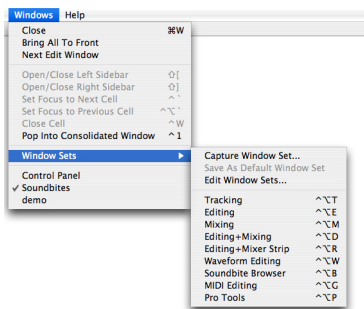 Windows Help
Close ⌘W
Bring All To Front
Next Edit Window
Open/Close Left Sidebar ⇧[
Open/Close Right Sidebar ⇧]
Set Focus to Next Cell ^`
Set Focus to Previous Cell ^⌥`
Close Cell ^W
Pop Into Consolidated Window ^1
Window Sets ▶
Control Panel
✓ Soundbites
demo
Capture Window Set...
Save As Default Window Set
Edit Window Sets...
Tracking ^⌥T
Editing ^⌥E
Mixing ^⌥M
Editing+Mixing ^⌥D
Editing+Mixer Strip ^⌥R
Waveform Editing ^⌥W
Soundbite Browser ^⌥B
MIDI Editing ^⌥G
Pro Tools ^⌥P